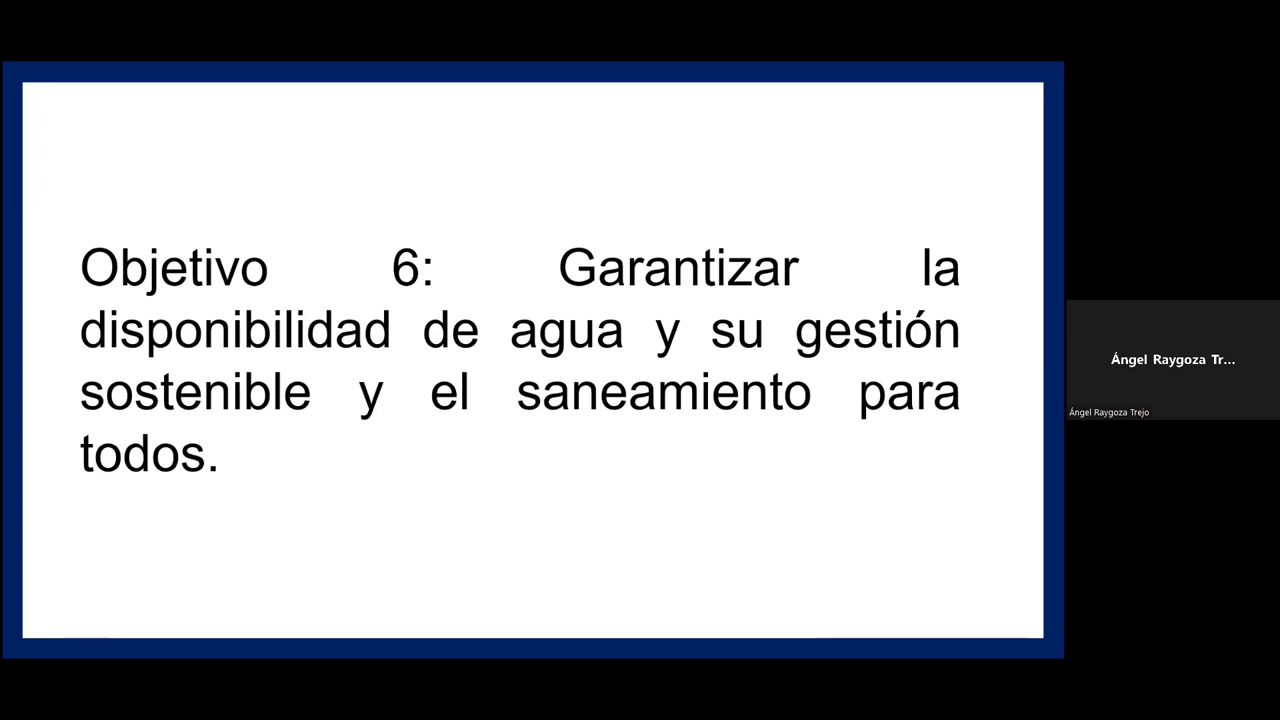 Objetivo 6: Garantizar la
disponibilidad de agua y su gestión
sostenible y el saneamiento para
todos.
Ángel Raygoza Tr...
Ángel Raygoza Trejo